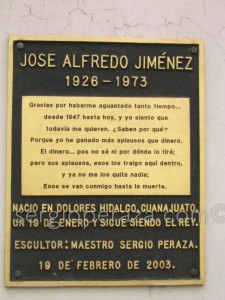 JOSE ALFREDO JIMÉNEZ
1926 - 1973
Gracias por haberme aguantado tanto tiempo...
desde 1947 hasta hoy, y yo siento que
todavía me quieren. ¿Saben por qué?
Porque yo he ganado más aplausos que dinero.
El dinero... pos no sé ni por dónde lo tiré;
pero sus aplausos, esos los traigo aquí dentro,
y ya no me los quita nadie;
Esos se van conmigo hasta la muerte.
NACIO EN DOLORES HIDALGO, GUANAJUATO,
UN 19 DE ENERO Y SIGUE SIENDO EL REY.
sergioperaza.com©
ESCULTOR: MAESTRO SERGIO PERAZA.
19 DE FEBRERO DE 2003.